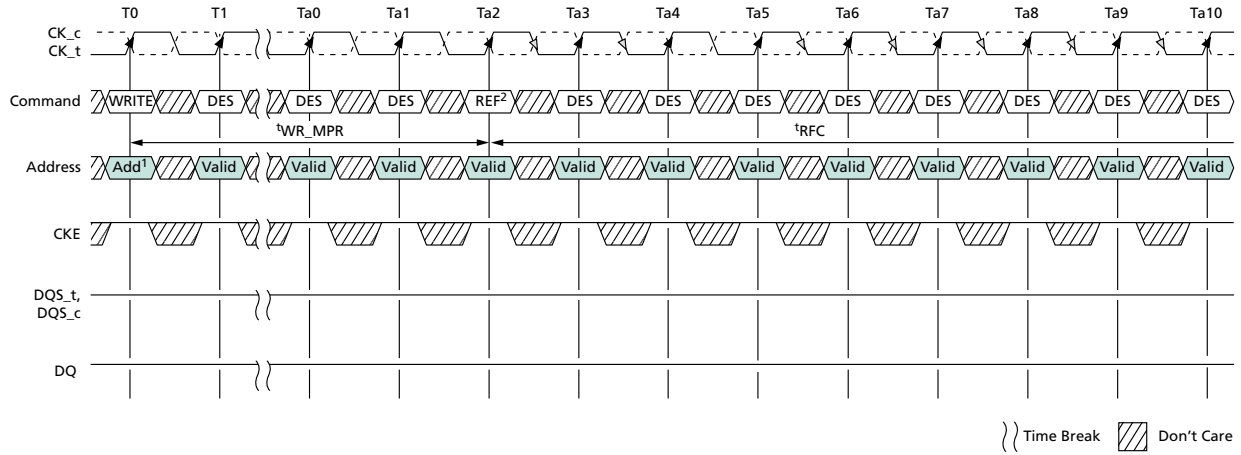 T0 T1 Ta0 Ta1 Ta2 Ta3 Ta4 Ta5 Ta6 Ta7 Ta8 Ta9 Ta10
CK_c
CK_t
Command WRITE DES DES DES REF² DES DES DES DES DES DES DES DES
tWR_MPR tRFC
Address Add¹ Valid Valid Valid Valid Valid Valid Valid Valid Valid Valid Valid Valid
CKE
DQS_t,
DQS_c
DQ
Time Break Don't Care